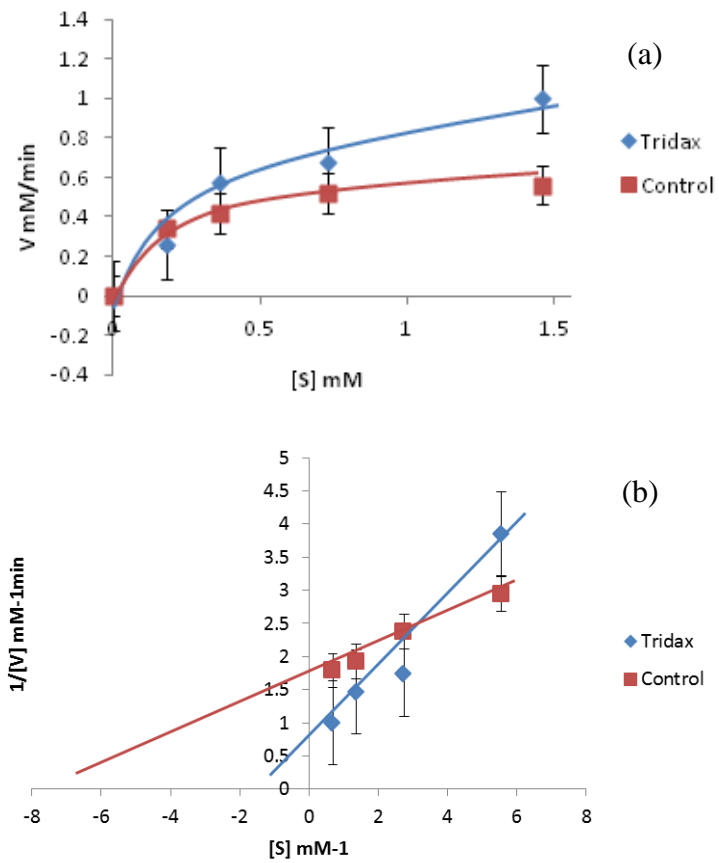 (a)
1.4
1.2
1
0.8
0.6
0.4
0.2
0
-0.2
-0.4
V mM/min
0 0.5 1 1.5
[S] mM
Tridax
Control
(b)
5
4.5
4
3.5
3
2.5
2
1.5
1
0.5
0
1/[V] mM-1min
-8 -6 -4 -2 0 2 4 6 8
[S] mM-1
Tridax
Control